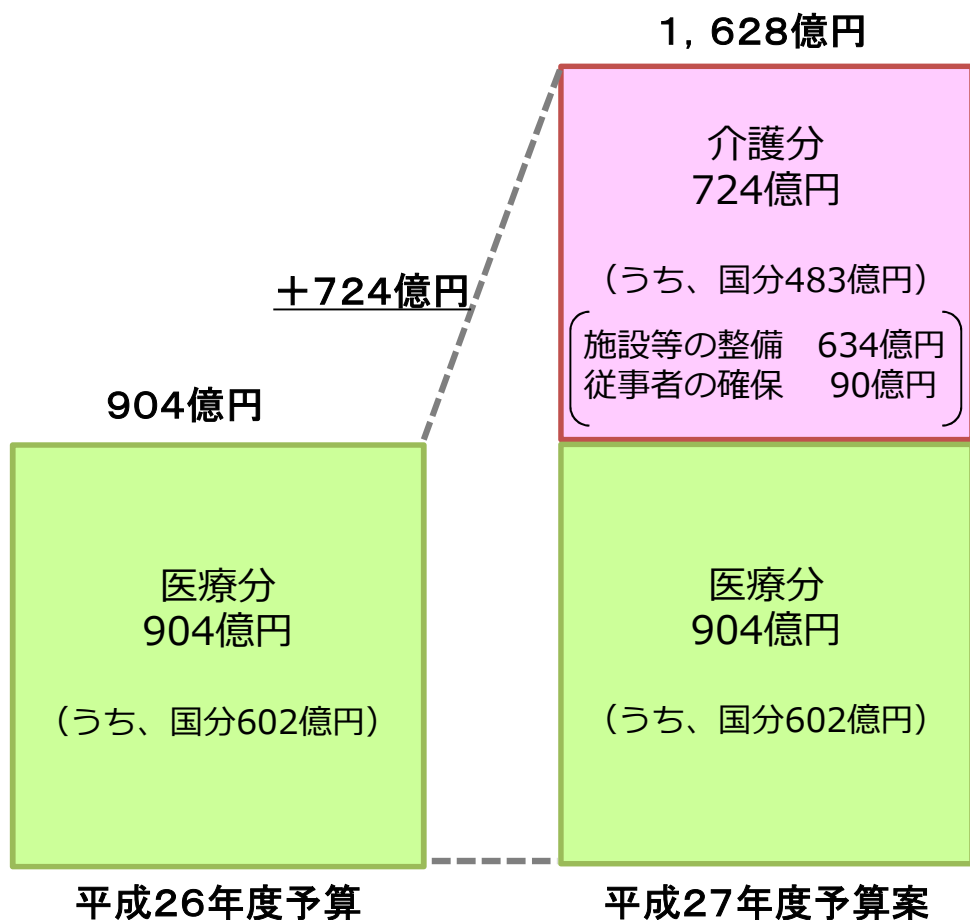 1，628億円
介護分
724億円
（うち、国分483億円）
施設等の整備　634億円
従事者の確保　90億円
＋724億円
904億円
医療分
904億円
（うち、国分602億円）
医療分
904億円
（うち、国分602億円）
平成26年度予算
平成27年度予算案